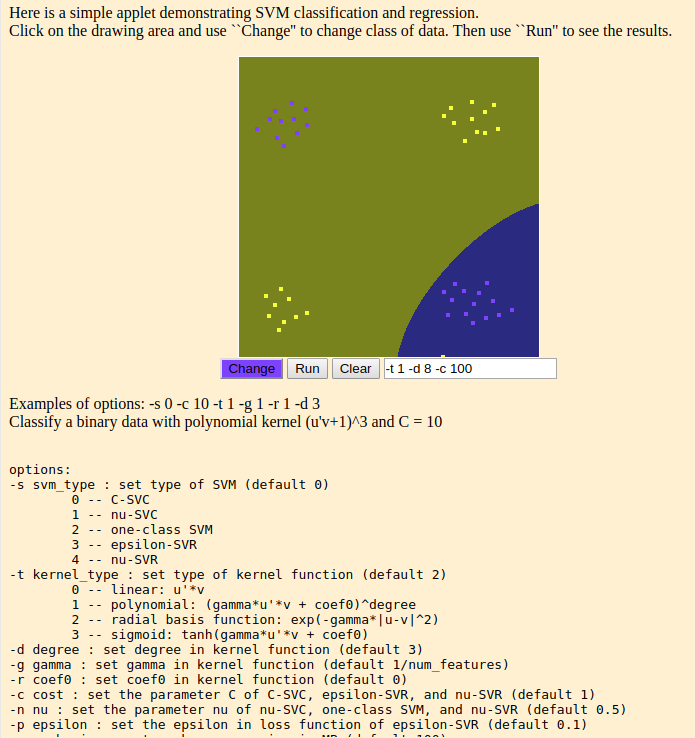 Here is a simple applet demonstrating SVM classification and regression.
Click on the drawing area and use ``Change'' to change class of data. Then use ``Run'' to see the results.
Change Run Clear -t 1 -d 8 -c 100
Examples of options: -s 0 -c 10 -t 1 -g 1 -r 1 -d 3
Classify a binary data with polynomial kernel (u'v+1)^3 and C = 10
options:
-s svm_type : set type of SVM (default 0)
0 -- C-SVC
1 -- nu-SVC
2 -- one-class SVM
3 -- epsilon-SVR
4 -- nu-SVR
-t kernel_type : set type of kernel function (default 2)
0 -- linear: u'*v
1 -- polynomial: (gamma*u'*v + coef0)^degree
2 -- radial basis function: exp(-gamma*|u-v|^2)
3 -- sigmoid: tanh(gamma*u'*v + coef0)
-d degree : set degree in kernel function (default 3)
-g gamma : set gamma in kernel function (default 1/num_features)
-r coef0 : set coef0 in kernel function (default 0)
-c cost : set the parameter C of C-SVC, epsilon-SVR, and nu-SVR (default 1)
-n nu : set the parameter nu of nu-SVC, one-class SVM, and nu-SVR (default 0.5)
-p epsilon : set the epsilon in loss function of epsilon-SVR (default 0.1)